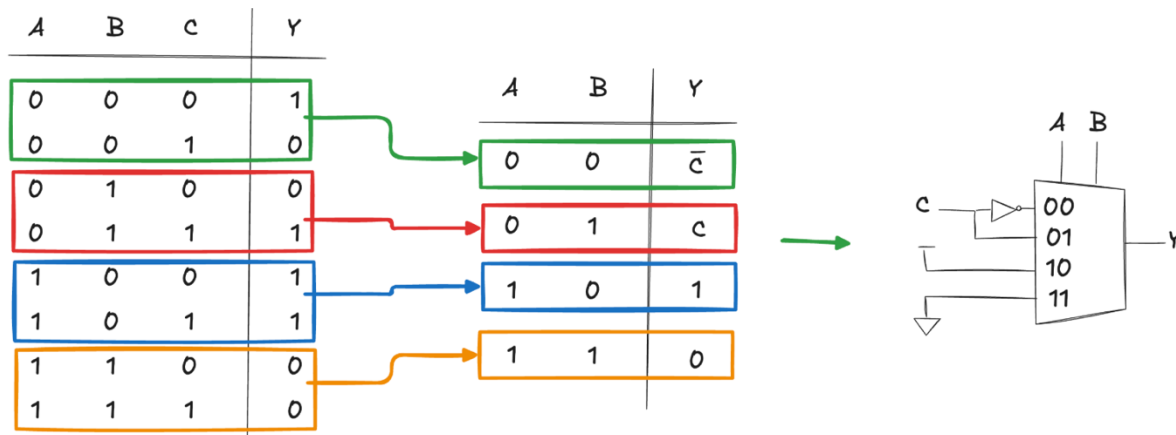 A B C Y
0 0 0 1
0 0 1 0
0 1 0 0
0 1 1 1
1 0 0 1
1 0 1 1
1 1 0 0
1 1 1 0
A B Y
0 0 C̅
0 1 C
1 0 1
1 1 0
A B
C
00
01
10
11
Y